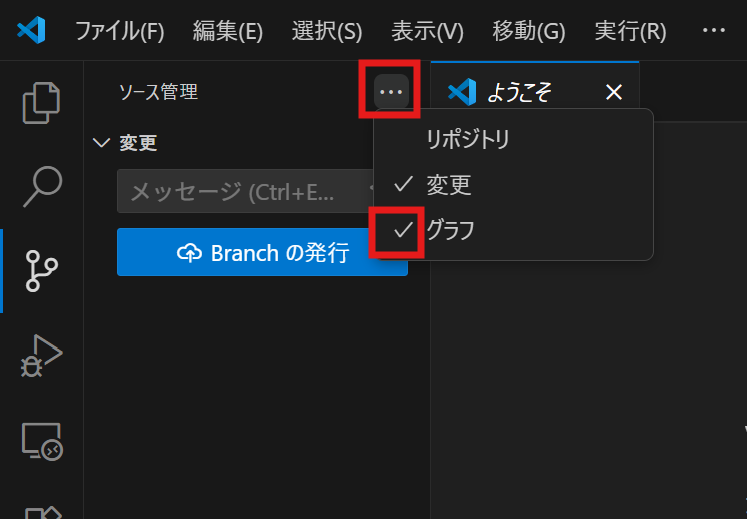 ファイル(F) 編集(E) 選択(S) 表示(V) 移動(G) 実行(R) ···
ソース管理 ···
ようこそ
変更
メッセージ (Ctrl+E...
Branch の発行
リポジトリ
変更
グラフ